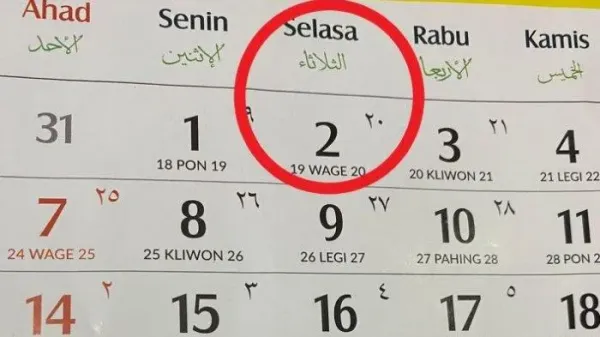 Ahad Senin Selasa Rabu Kamis
الأحد الإثنين الثلاثاء الأربعاء الخميس
31 1 ٩ 2 ٢٠ 3 ٢١ 4
18 PON 19 19 WAGE 20 20 KLIWON 21 21 LEGI 22
7 ٢٥ 8 ٢٦ 9 ٢٧ 10 ٢٨ 11
24 WAGE 25 25 KLIWON 26 26 LEGI 27 27 PAHING 28 28 PON 2
14 ٢ 15 ٣ 16 ٤ 17 ٥ 18